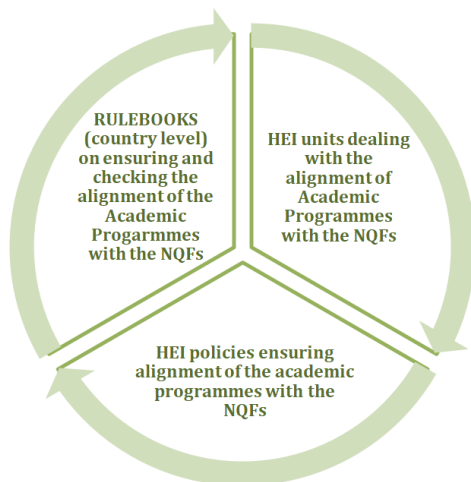 RULEBOOKS
(country level)
on ensuring and
checking the
alignment of the
Academic
Progarmmes
with the NQFs
HEI units dealing
with the
alignment of
Academic
Programmes
with the NQFs
HEI policies ensuring
alignment of the academic
programmes with the
NQFs